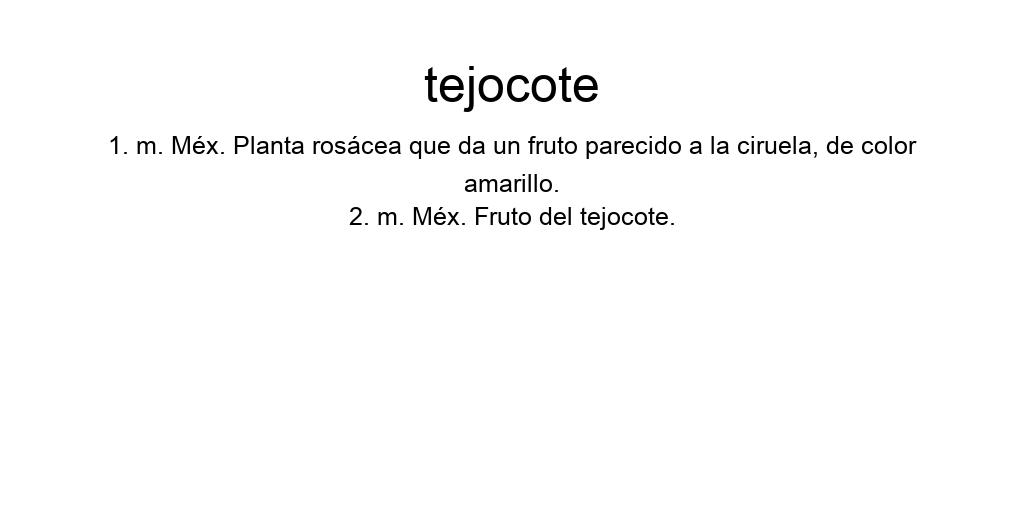 tejocote
1. m. Méx. Planta rosácea que da un fruto parecido a la ciruela, de color
amarillo.
2. m. Méx. Fruto del tejocote.